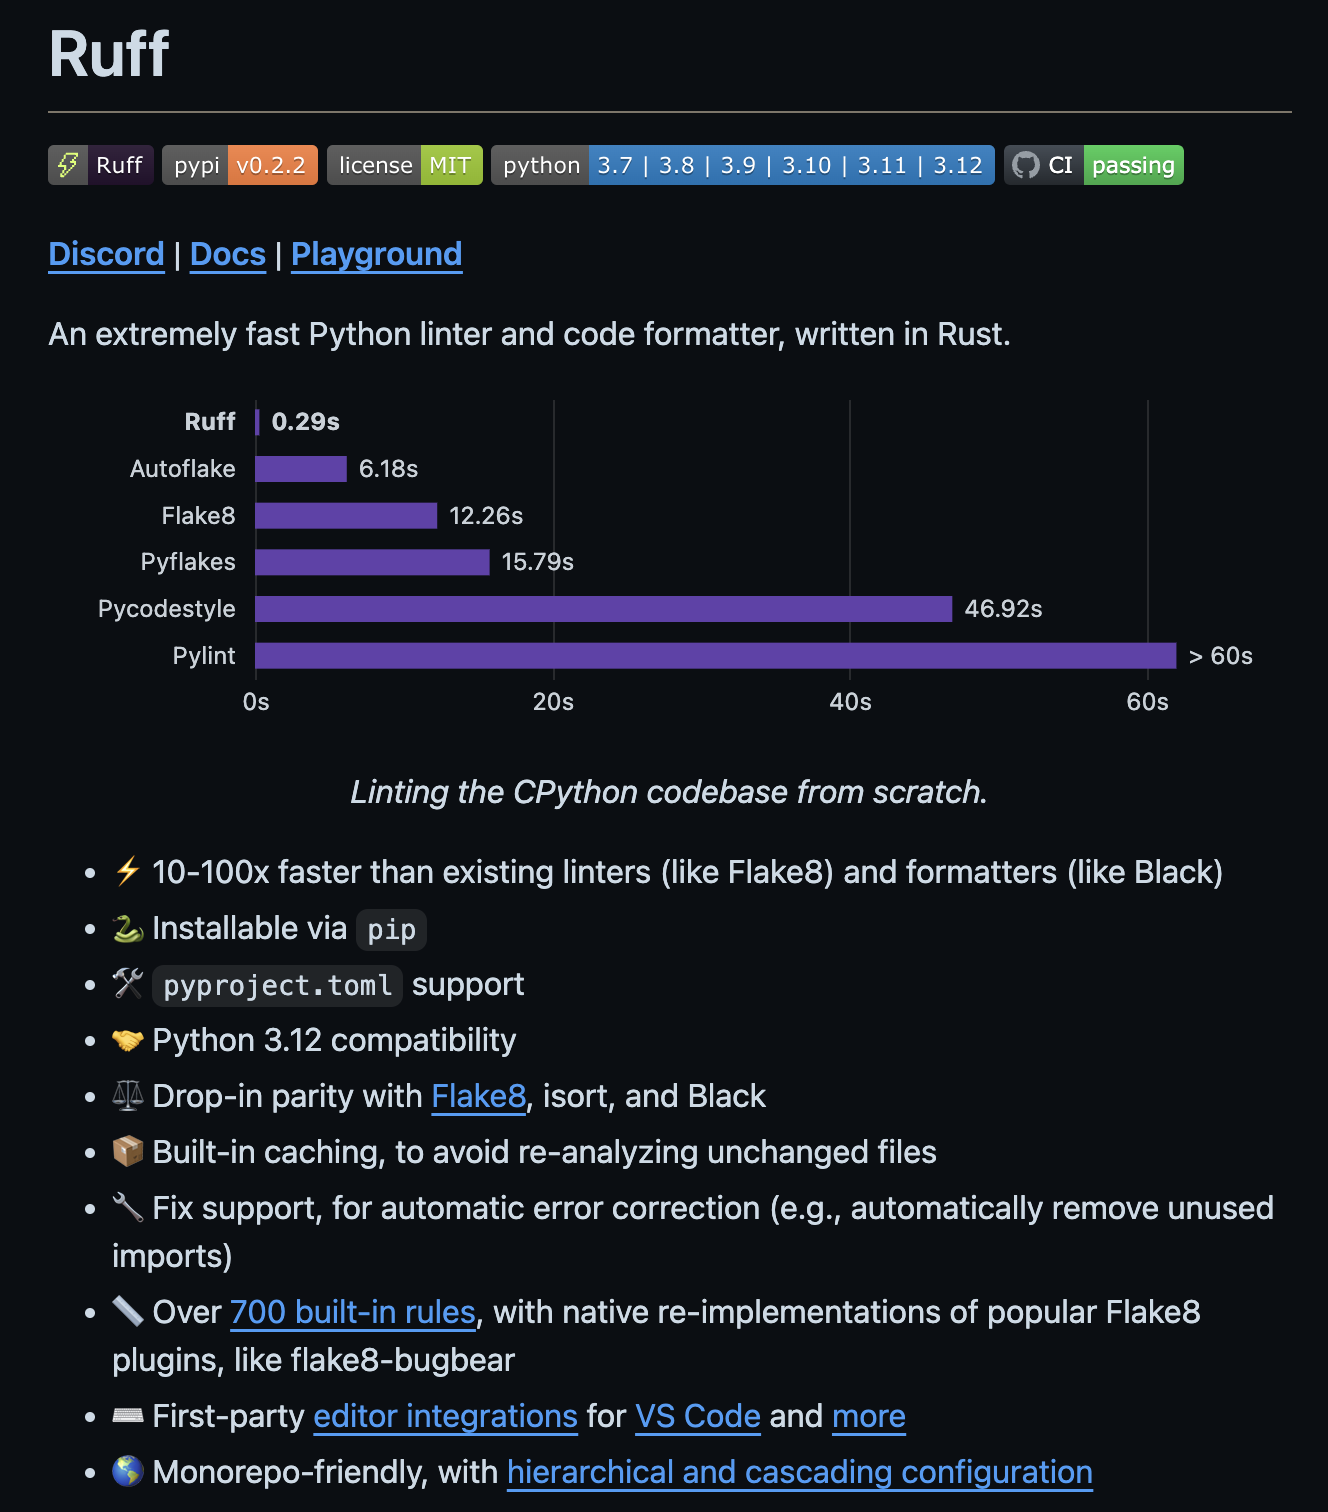 Ruff
Ruff pypi v0.2.2 license MIT python 3.7 | 3.8 | 3.9 | 3.10 | 3.11 | 3.12 CI passing
Discord | Docs | Playground
An extremely fast Python linter and code formatter, written in Rust.
Ruff 0.29s
Autoflake 6.18s
Flake8 12.26s
Pyflakes 15.79s
Pycodestyle 46.92s
Pylint > 60s
0s 20s 40s 60s
Linting the CPython codebase from scratch.
• ⚡ 10-100x faster than existing linters (like Flake8) and formatters (like Black)
• 🐍 Installable via pip
• 🛠️ pyproject.toml support
• 🤝 Python 3.12 compatibility
• ⚖️ Drop-in parity with Flake8, isort, and Black
• 📦 Built-in caching, to avoid re-analyzing unchanged files
• 🔧 Fix support, for automatic error correction (e.g., automatically remove unused
imports)
• 📏 Over 700 built-in rules, with native re-implementations of popular Flake8
plugins, like flake8-bugbear
• ⌨️ First-party editor integrations for VS Code and more
• 🌎 Monorepo-friendly, with hierarchical and cascading configuration